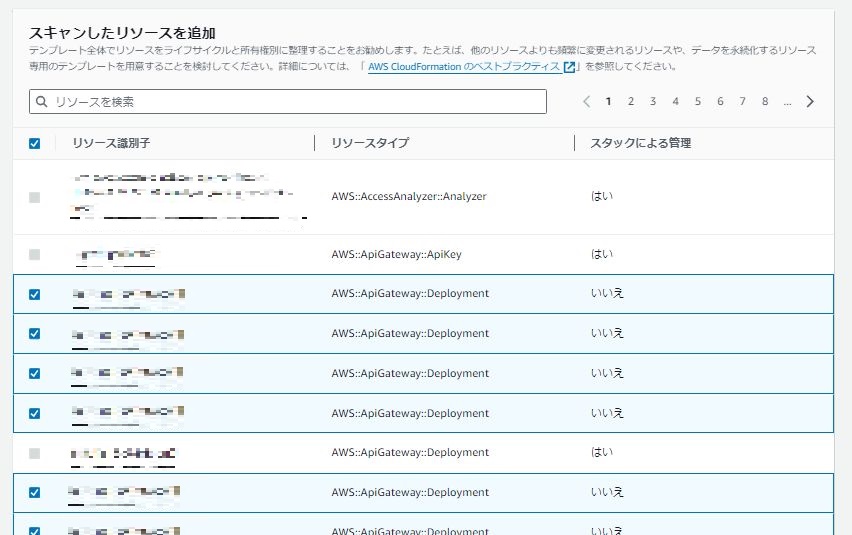 スキャンしたリソースを追加
テンプレート全体でリソースをライフサイクルと所有権別に整理することをお勧めします。たとえば、他のリソースよりも頻繁に変更されるリソースや、データを永続化するリソース
専用のテンプレートを用意することを検討してください。詳細については、「 AWS CloudFormation のベストプラクティス 」を参照してください。
リソースを検索 1 2 3 4 5 6 7 8 ...
リソース識別子 リソースタイプ スタックによる管理
AWS::AccessAnalyzer::Analyzer はい
AWS::ApiGateway::ApiKey はい
AWS::ApiGateway::Deployment いいえ
AWS::ApiGateway::Deployment いいえ
AWS::ApiGateway::Deployment いいえ
AWS::ApiGateway::Deployment いいえ
AWS::ApiGateway::Deployment はい
AWS::ApiGateway::Deployment いいえ
AWS::ApiGateway::Deployment いいえ